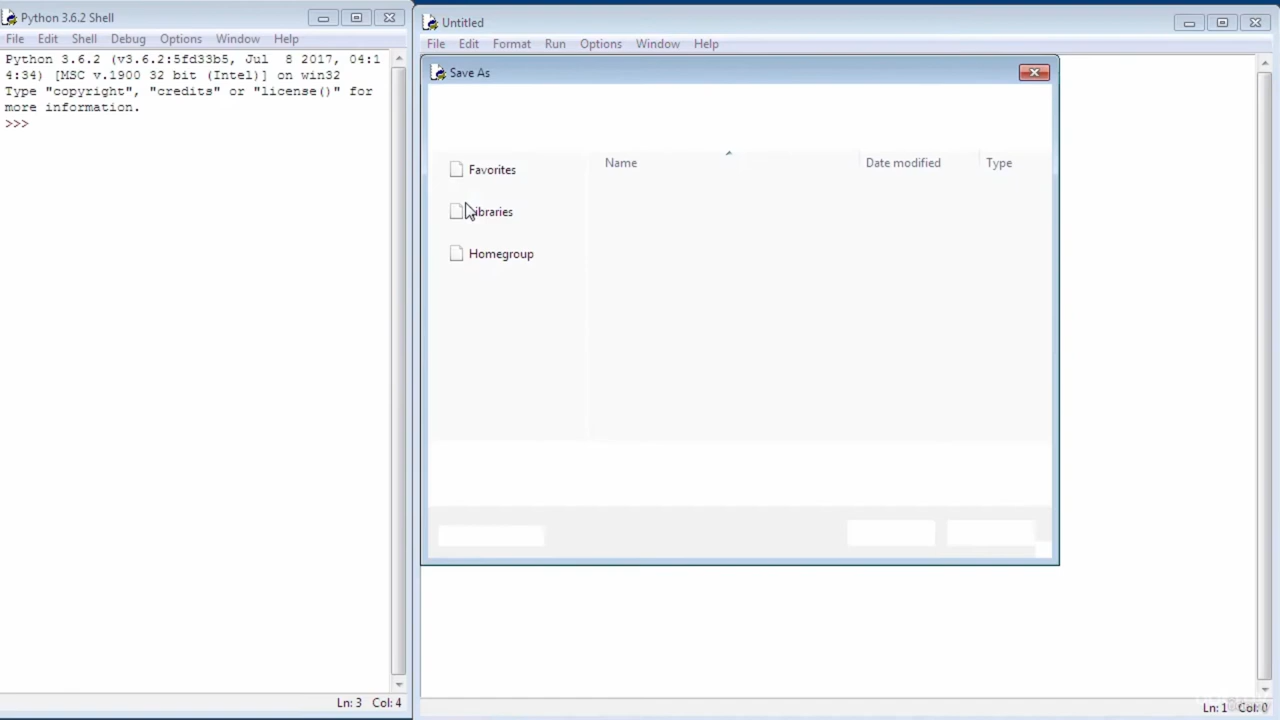 Python 3.6.2 Shell
File Edit Shell Debug Options Window Help
Python 3.6.2 (v3.6.2:5fd33b5, Jul  8 2017, 04:1
4:34) [MSC v.1900 32 bit (Intel)] on win32
Type "copyright", "credits" or "license()" for
more information.
>>>
Ln: 3 Col: 4
Untitled
File Edit Format Run Options Window Help
Save As
Name Date modified Type
Favorites
Libraries
Homegroup
Ln: 1 Col: 0